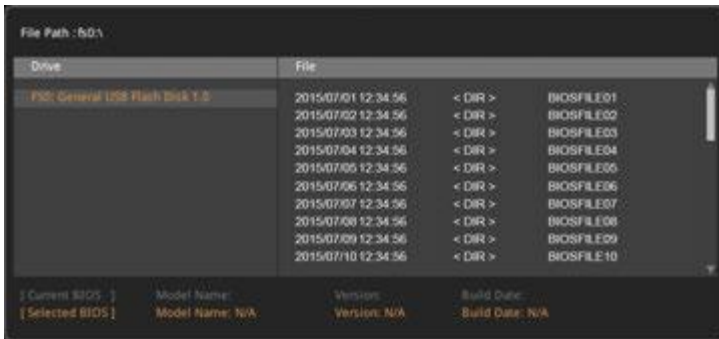 File Path : fs0:\
Drive File
FS0: General USB Flash Disk 1.0
2015/07/01 12:34:56 < DIR > BIOSFILE01
2015/07/02 12:34:56 < DIR > BIOSFILE02
2015/07/03 12:34:56 < DIR > BIOSFILE03
2015/07/04 12:34:56 < DIR > BIOSFILE04
2015/07/05 12:34:56 < DIR > BIOSFILE05
2015/07/06 12:34:56 < DIR > BIOSFILE06
2015/07/07 12:34:56 < DIR > BIOSFILE07
2015/07/08 12:34:56 < DIR > BIOSFILE08
2015/07/09 12:34:56 < DIR > BIOSFILE09
2015/07/10 12:34:56 < DIR > BIOSFILE10
[ Current BIOS ] Model Name: Version: Build Date:
[ Selected BIOS ] Model Name: N/A Version: N/A Build Date: N/A